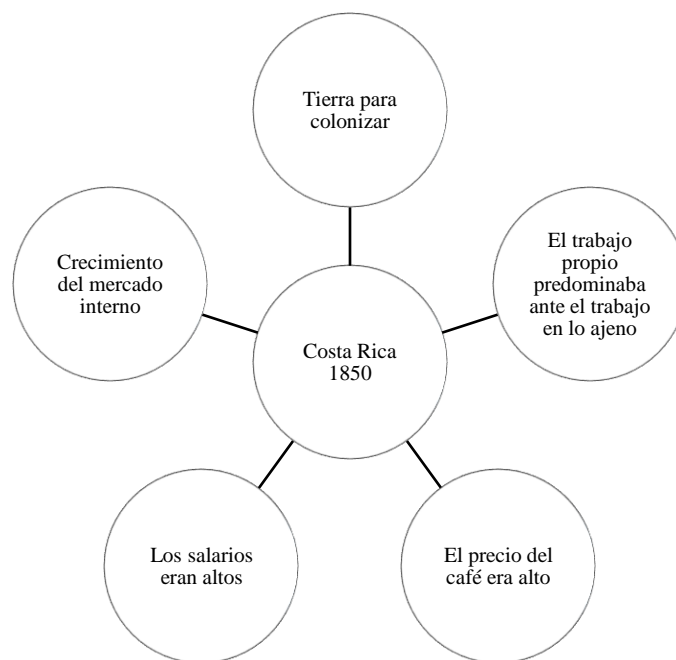 Tierra para
colonizar
El trabajo
propio
predominaba
ante el trabajo
en lo ajeno
El precio del
café era alto
Los salarios
eran altos
Crecimiento
del mercado
interno
Costa Rica
1850